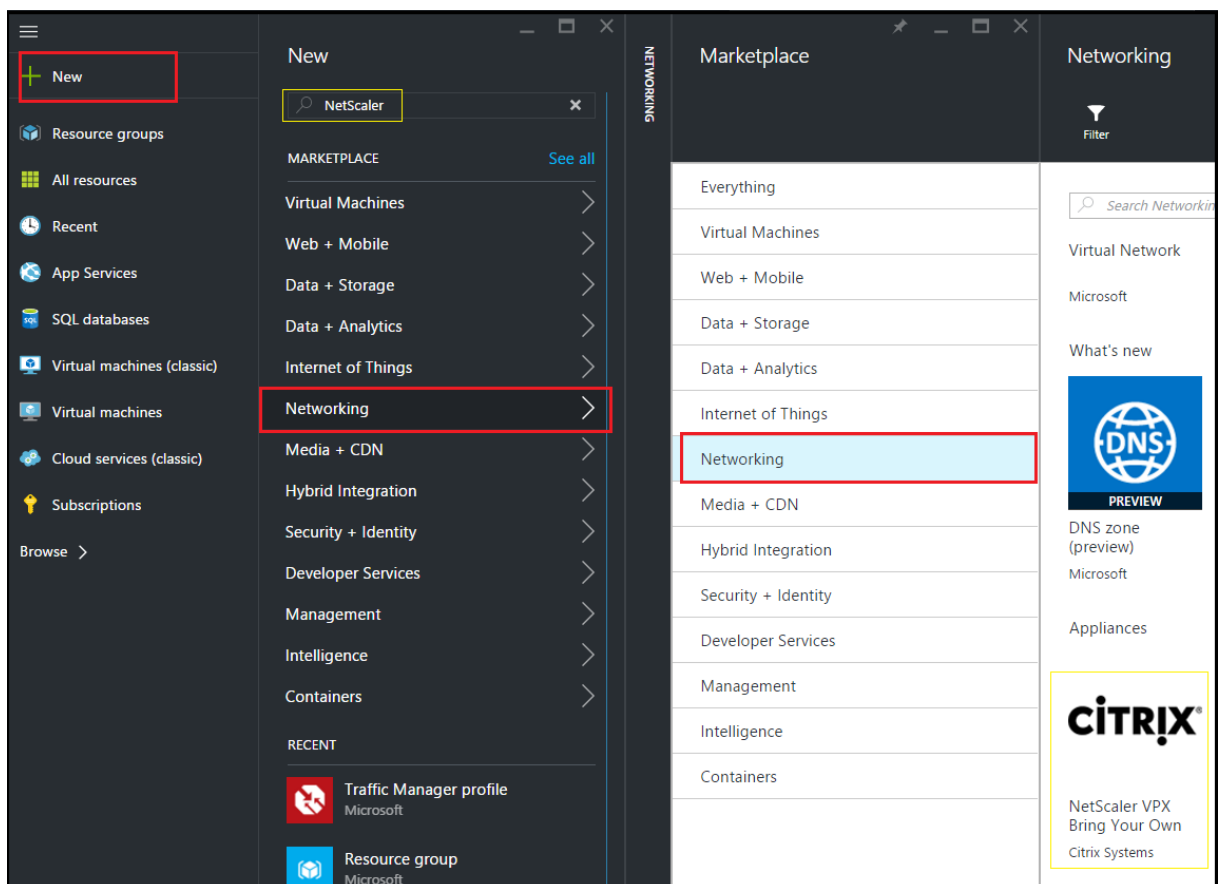 New
Resource groups
All resources
Recent
App Services
SQL databases
Virtual machines (classic)
Virtual machines
Cloud services (classic)
Subscriptions
Browse
New
NetScaler
MARKETPLACE See all
Virtual Machines
Web + Mobile
Data + Storage
Data + Analytics
Internet of Things
Networking
Media + CDN
Hybrid Integration
Security + Identity
Developer Services
Management
Intelligence
Containers
RECENT
Traffic Manager profile
Microsoft
Resource group
Microsoft
NETWORKING
Marketplace
Everything
Virtual Machines
Web + Mobile
Data + Storage
Data + Analytics
Internet of Things
Networking
Media + CDN
Hybrid Integration
Security + Identity
Developer Services
Management
Intelligence
Containers
Networking
Filter
Search Networkin
Virtual Network
Microsoft
What's new
DNS
PREVIEW
DNS zone
(preview)
Microsoft
Appliances
CİTRIX®
NetScaler VPX
Bring Your Own
Citrix Systems